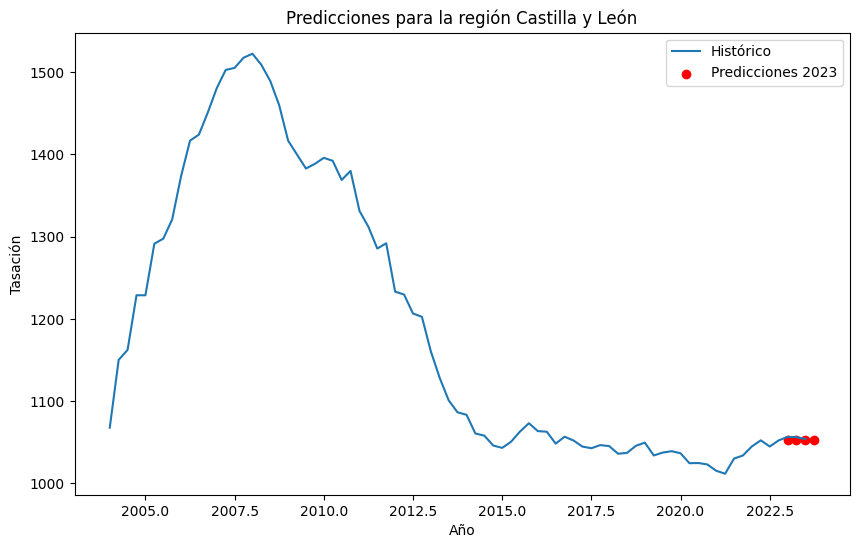 Predicciones para la región Castilla y León
Histórico
Predicciones 2023
1500
1400
1300
1200
1100
1000
Tasación
2005.0 2007.5 2010.0 2012.5 2015.0 2017.5 2020.0 2022.5
Año